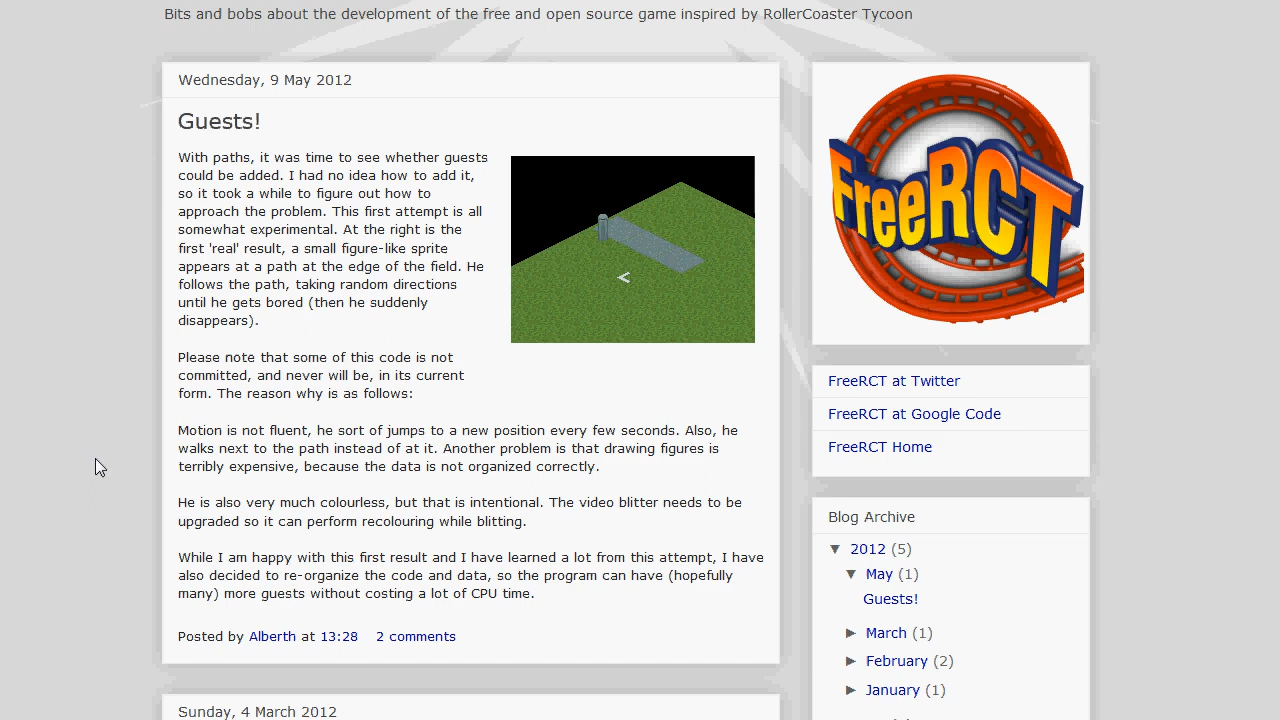 Bits and bobs about the development of the free and open source game inspired by RollerCoaster Tycoon
Wednesday, 9 May 2012
Guests!
With paths, it was time to see whether guests
could be added. I had no idea how to add it,
so it took a while to figure out how to
approach the problem. This first attempt is all
somewhat experimental. At the right is the
first 'real' result, a small figure-like sprite
appears at a path at the edge of the field. He
follows the path, taking random directions
until he gets bored (then he suddenly
disappears).
Please note that some of this code is not
committed, and never will be, in its current
form. The reason why is as follows:
Motion is not fluent, he sort of jumps to a new position every few seconds. Also, he
walks next to the path instead of at it. Another problem is that drawing figures is
terribly expensive, because the data is not organized correctly.
He is also very much colourless, but that is intentional. The video blitter needs to be
upgraded so it can perform recolouring while blitting.
While I am happy with this first result and I have learned a lot from this attempt, I have
also decided to re-organize the code and data, so the program can have (hopefully
many) more guests without costing a lot of CPU time.
Posted by Alberth at 13:28 2 comments
Sunday, 4 March 2012
FreeRCT
FreeRCT at Twitter
FreeRCT at Google Code
FreeRCT Home
Blog Archive
▼ 2012 (5)
▼ May (1)
Guests!
► March (1)
► February (2)
► January (1)